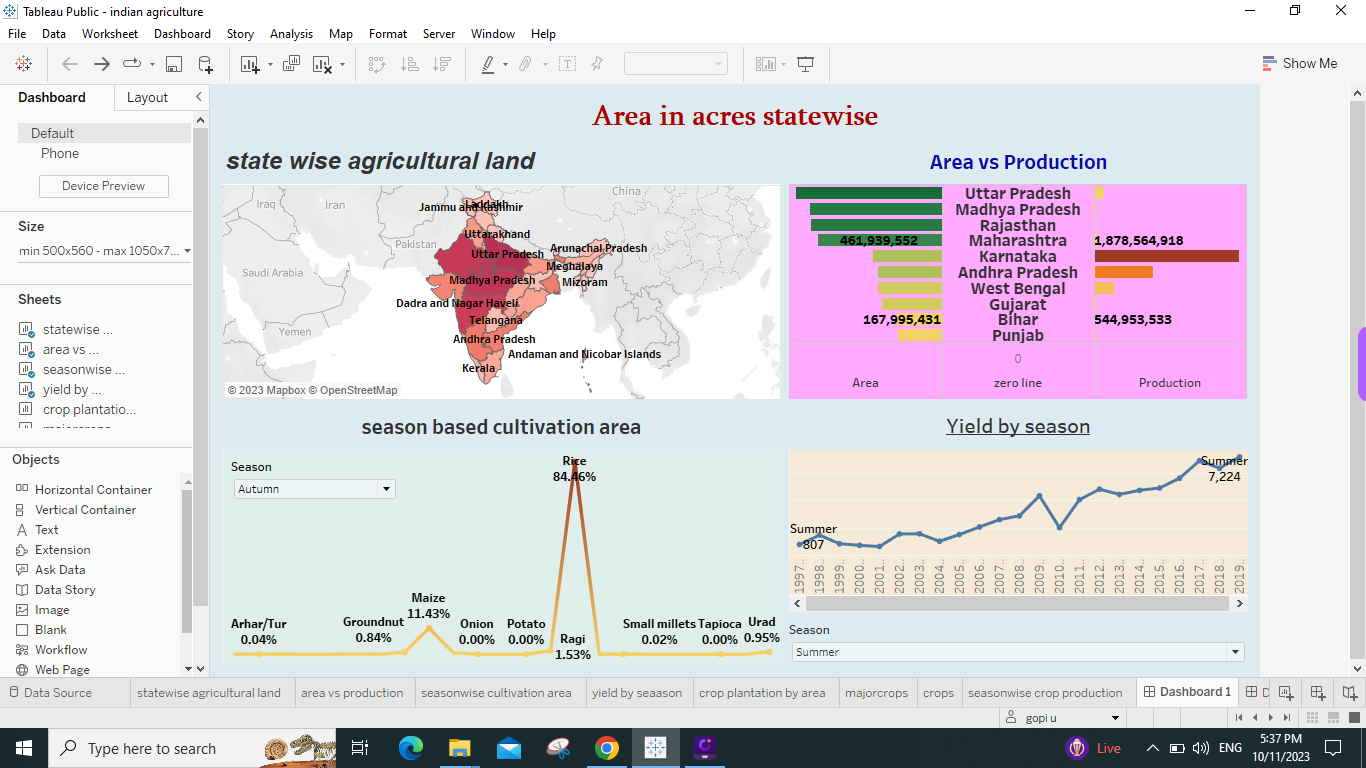 Tableau Public - indian agriculture
File Data Worksheet Dashboard Story Analysis Map Format Server Window Help
Show Me
Dashboard Layout
Default
Phone
Device Preview
Size
min 500x560 - max 1050x7...
Sheets
statewise ...
area vs ...
seasonwise ...
yield by ...
crop plantatio...
Objects
Horizontal Container
Vertical Container
Text
Extension
Ask Data
Data Story
Image
Blank
Workflow
Web Page
Area in acres statewise
state wise agricultural land
China
Iraq
Iran
Ladakh
Jammu and Kashmir
Uttarakhand
Pakistan
Arunachal Pradesh
Uttar Pradesh
Meghalaya
Saudi Arabia
Madhya Pradesh
Mizoram
Dadra and Nagar Haveli
Telangana
Yemen
Andhra Pradesh
Andaman and Nicobar Islands
Kerala
© 2023 Mapbox © OpenStreetMap
Area vs Production
Uttar Pradesh
Madhya Pradesh
Rajasthan
461,939,552 Maharashtra 1,878,564,918
Karnataka
Andhra Pradesh
West Bengal
Gujarat
167,995,431 Bihar 544,953,533
Punjab
0
Area zero line Production
season based cultivation area
Season
Autumn
Rice
84.46%
Maize
11.43%
Arhar/Tur
0.04%
Groundnut
0.84%
Onion
0.00%
Potato
0.00%
Ragi
1.53%
Small millets
0.02%
Tapioca
0.00%
Urad
0.95%
Yield by season
Summer
7,224
Summer
807
1997.. 1998.. 1999.. 2000.. 2001.. 2002.. 2003.. 2004.. 2005.. 2006.. 2007.. 2008.. 2009.. 2010.. 2011.. 2012.. 2013.. 2014.. 2015.. 2016.. 2017.. 2018.. 2019..
Season
Summer
Data Source statewise agricultural land area vs production seasonwise cultivation area yield by seaason crop plantation by area majorcrops crops seasonwise crop production Dashboard 1 D
gopi u
Type here to search
Live
ENG
5:37 PM
10/11/2023